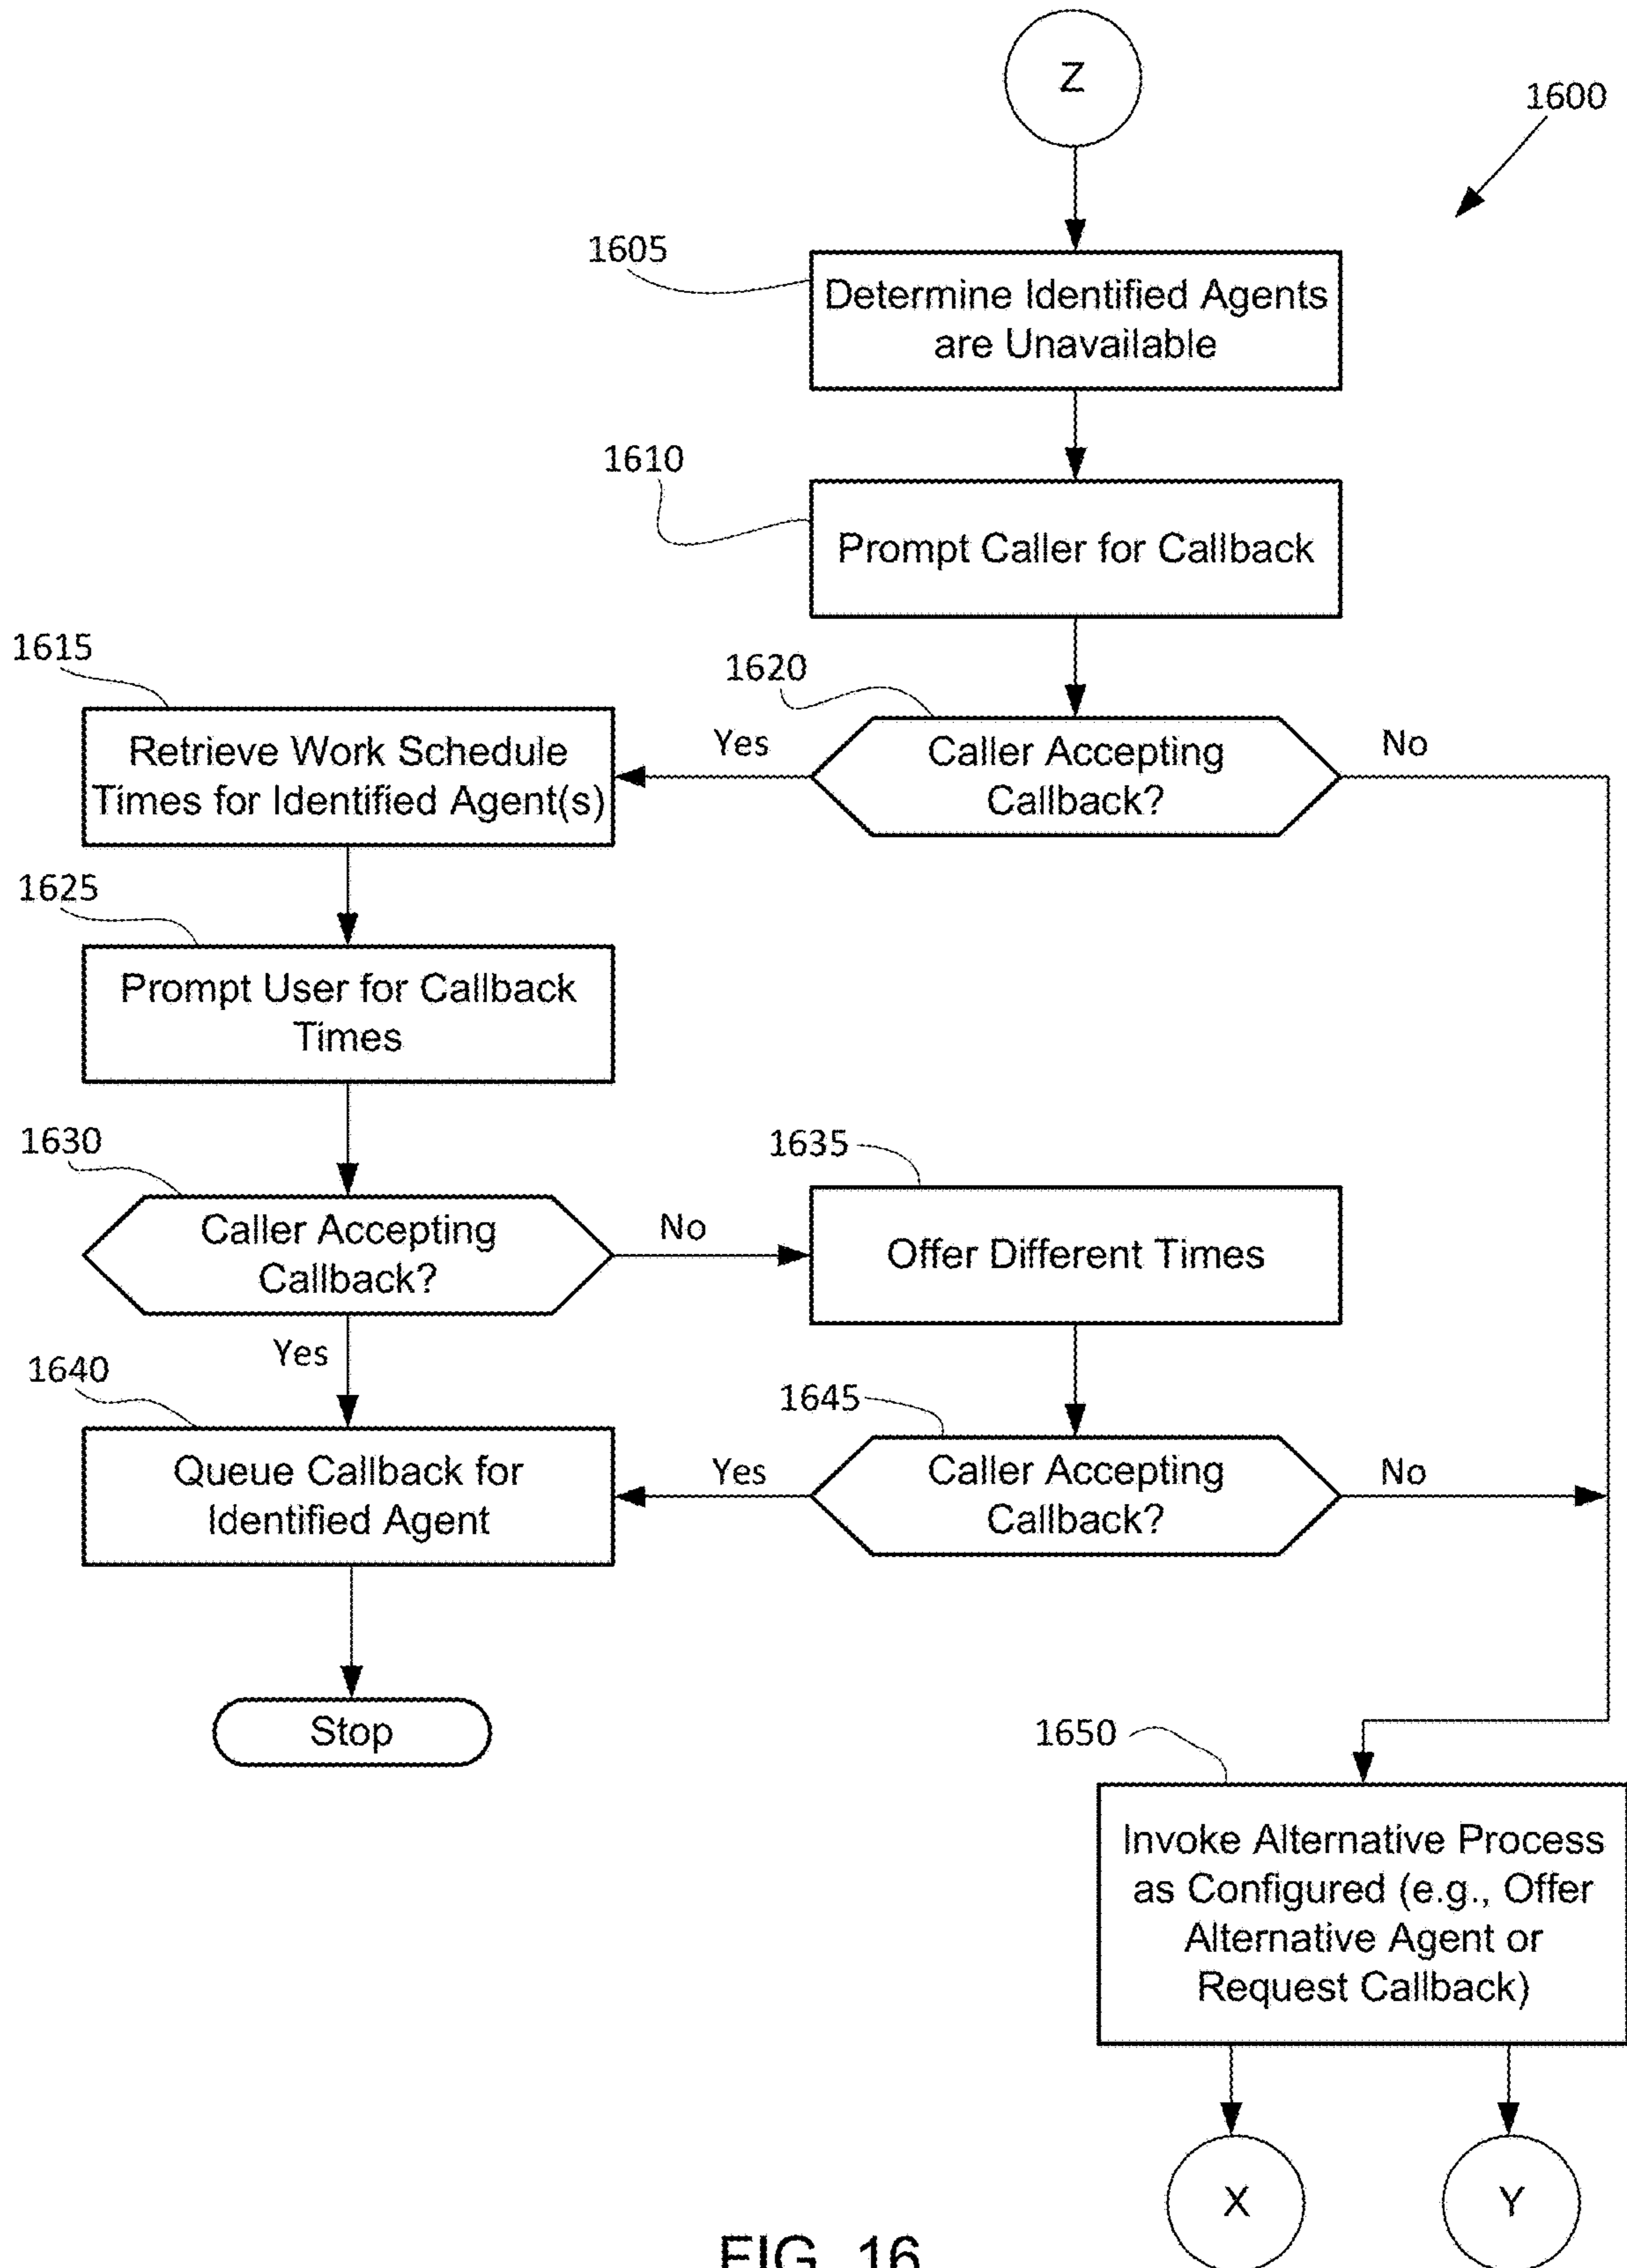 Z
1600
1605
Determine Identified Agents
are Unavailable
1610
Prompt Caller for Callback
1615
1620
Retrieve Work Schedule
Times for Identified Agent(s)
Yes
Caller Accepting
Callback?
No
1625
Prompt User for Callback
Times
1630
1635
Caller Accepting
Callback?
No
Offer Different Times
Yes
1640
1645
Queue Callback for
Identified Agent
Yes
Caller Accepting
Callback?
No
Stop
1650
Invoke Alternative Process
as Configured (e.g., Offer
Alternative Agent or
Request Callback)
X
Y
FIG. 16